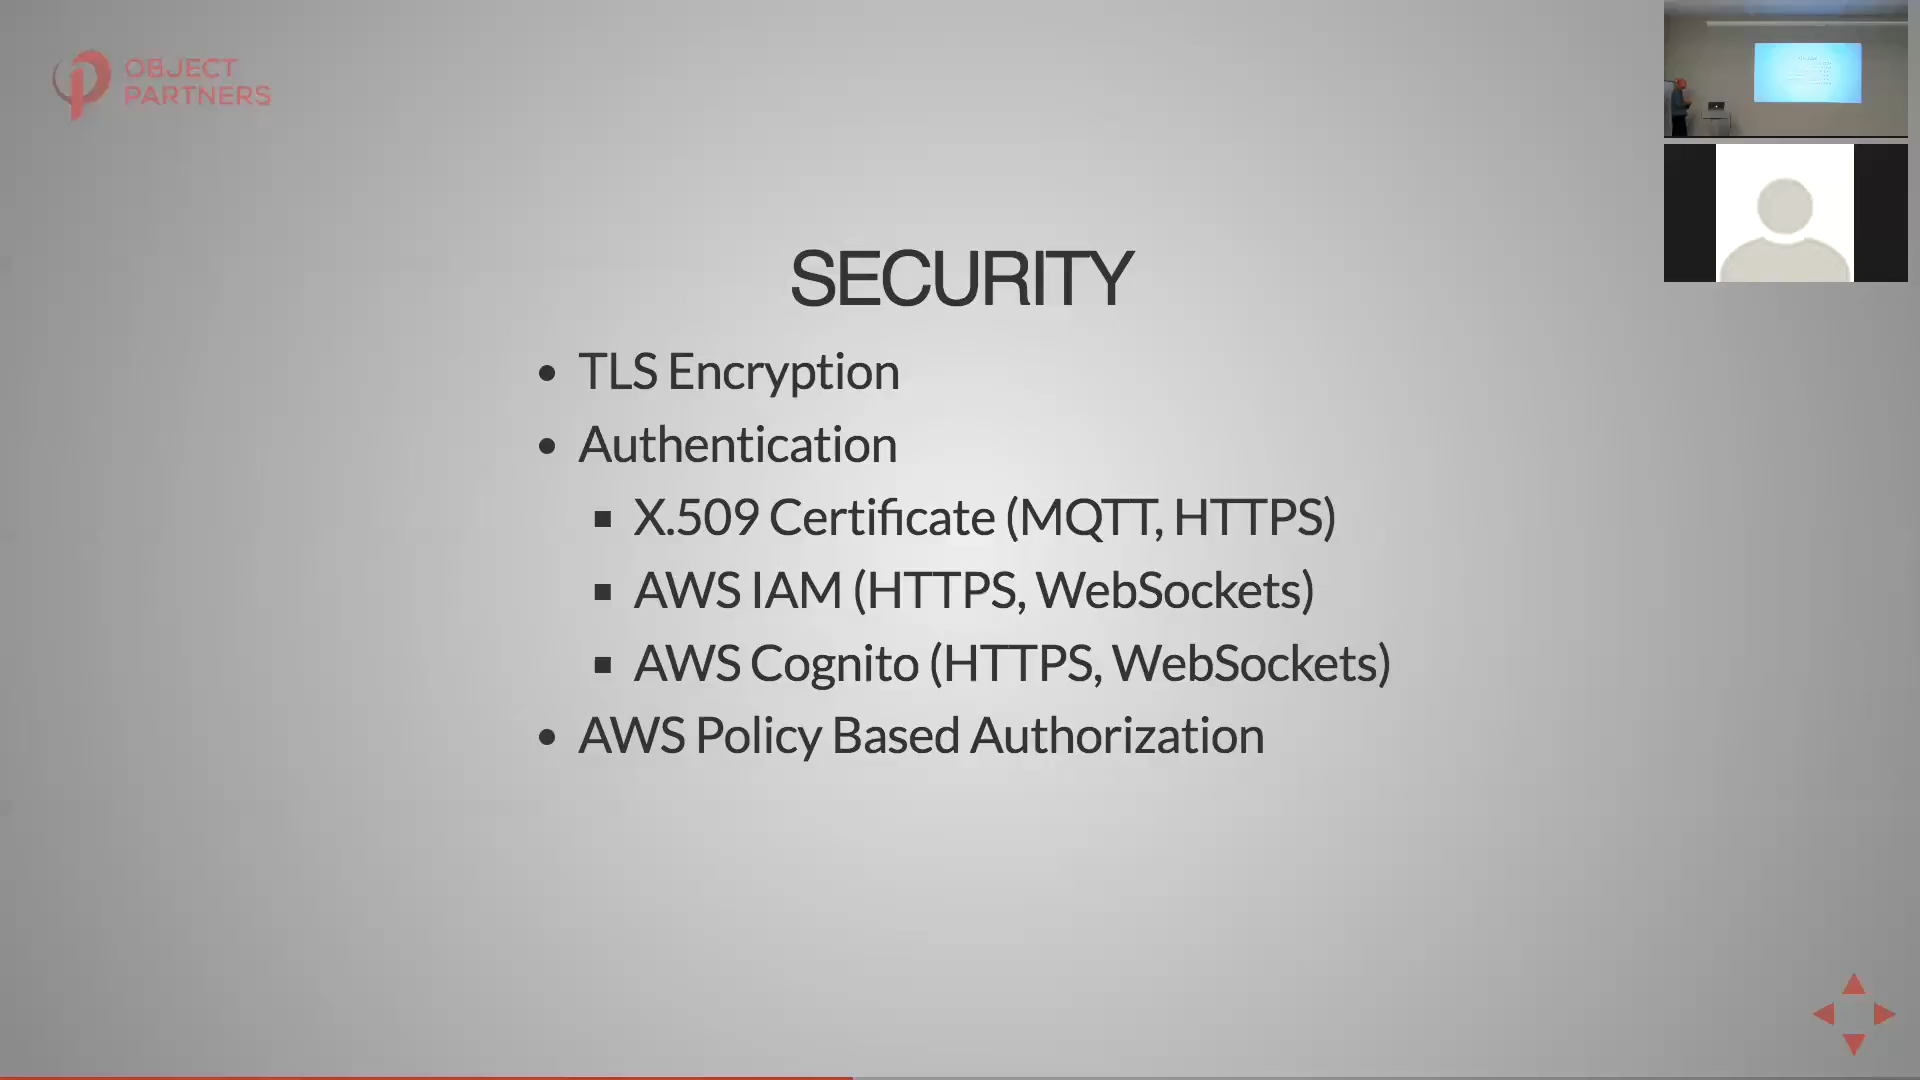 OBJECT
PARTNERS
SECURITY
TLS Encryption
Authentication
X.509 Certificate (MQTT, HTTPS)
AWS IAM (HTTPS, WebSockets)
AWS Cognito (HTTPS, WebSockets)
AWS Policy Based Authorization